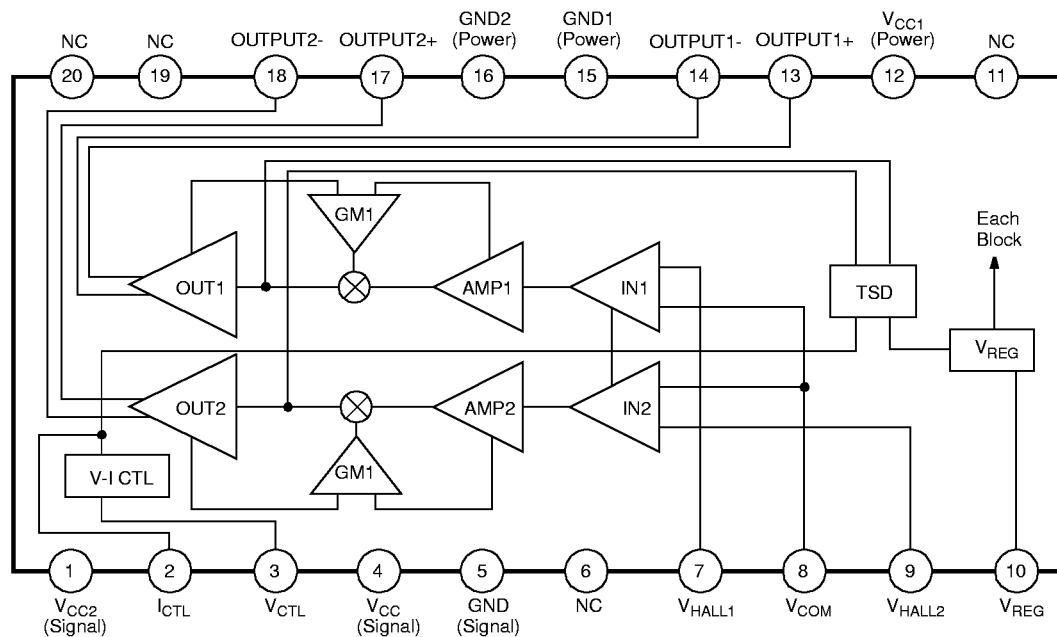 NC
NC
OUTPUT2-
OUTPUT2+
GND2
(Power)
GND1
(Power)
OUTPUT1-
OUTPUT1+
VCC1
(Power)
NC
20
19
18
17
16
15
14
13
12
11
GM1
Each
Block
OUT1
AMP1
IN1
TSD
VREG
OUT2
AMP2
IN2
GM1
V-I CTL
1
2
3
4
5
6
7
8
9
10
VCC2
(Signal)
ICTL
VCTL
VCC
(Signal)
GND
(Signal)
NC
VHALL1
VCOM
VHALL2
VREG